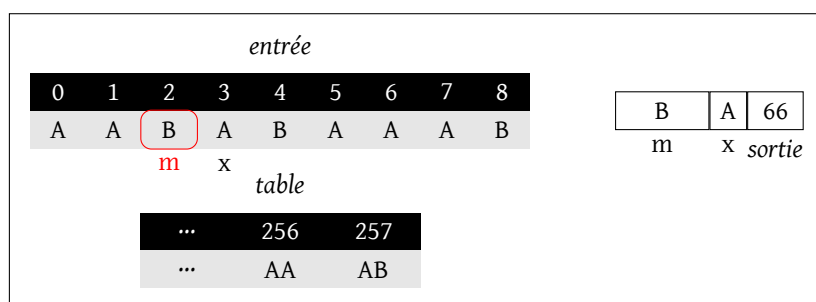 entrée
0 1 2 3 4 5 6 7 8
A A B A B A A A B
m x
B A 66
m x sortie
table
... 256 257
... AA AB